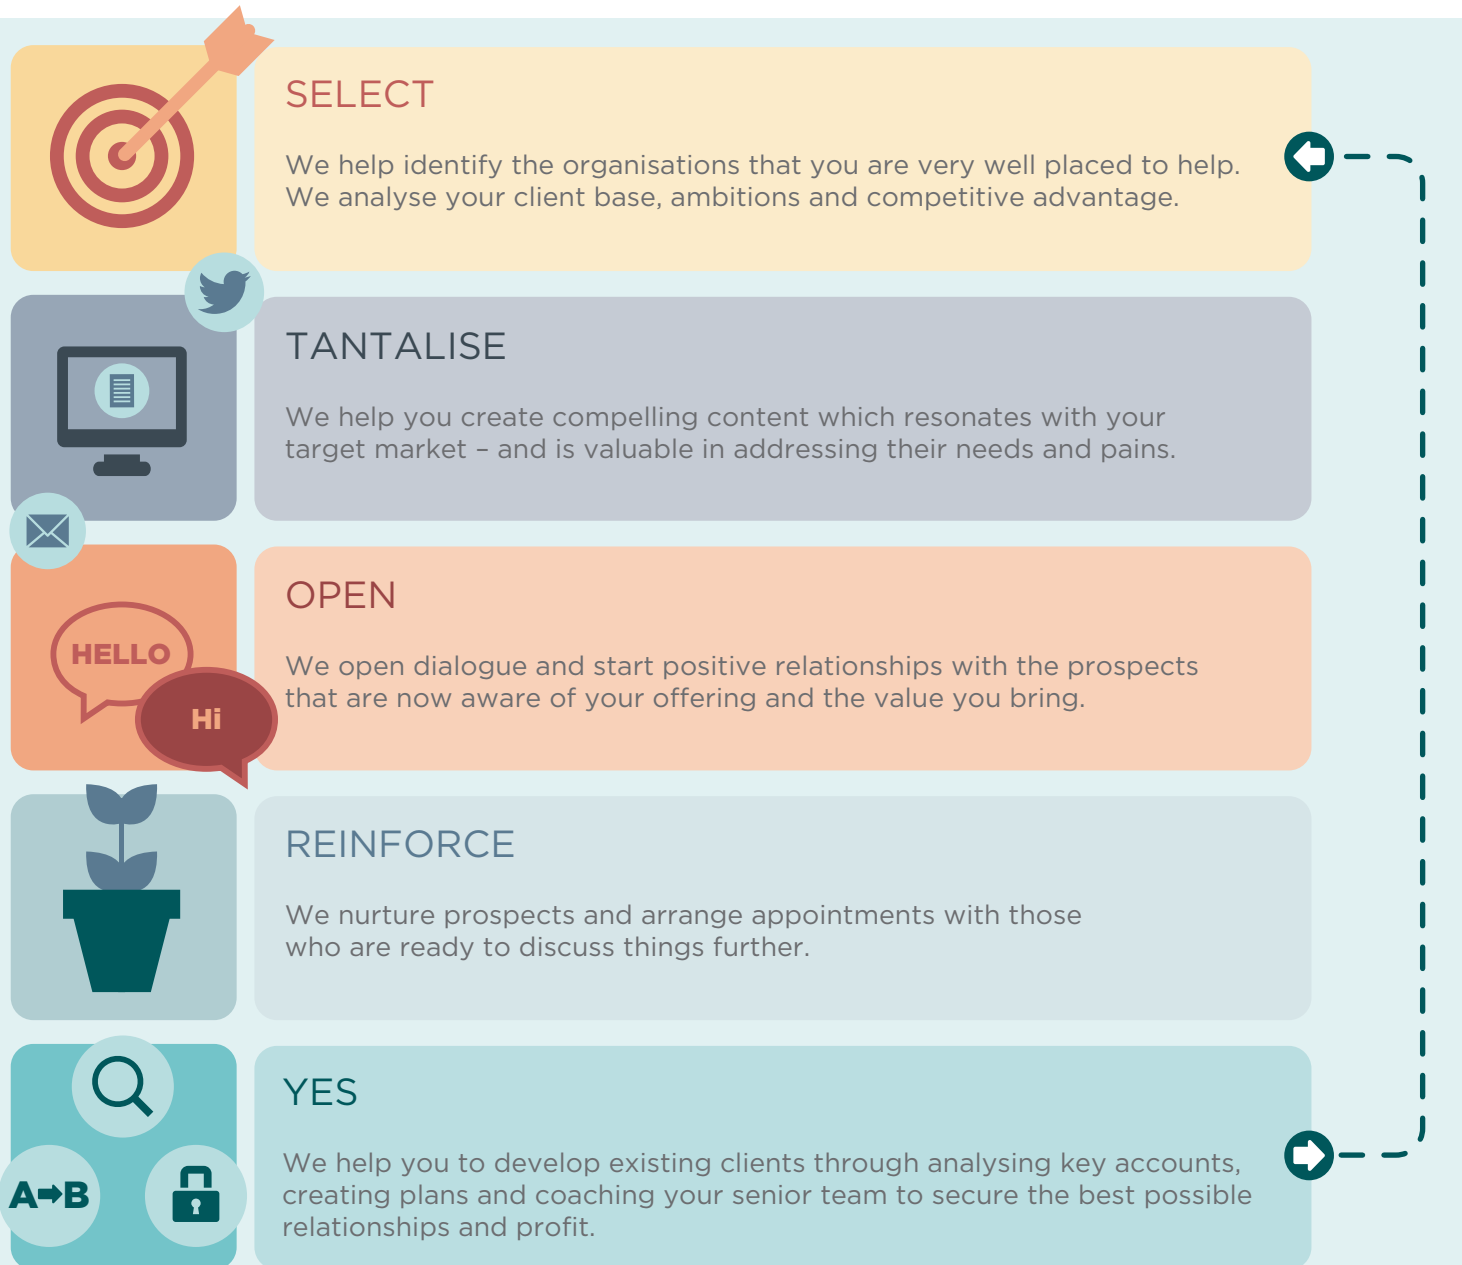 SELECT
We help identify the organisations that you are very well placed to help.
We analyse your client base, ambitions and competitive advantage.
TANTALISE
We help you create compelling content which resonates with your
target market – and is valuable in addressing their needs and pains.
OPEN
HELLO
Hi
We open dialogue and start positive relationships with the prospects
that are now aware of your offering and the value you bring.
REINFORCE
We nurture prospects and arrange appointments with those
who are ready to discuss things further.
YES
A➡B
We help you to develop existing clients through analysing key accounts,
creating plans and coaching your senior team to secure the best possible
relationships and profit.